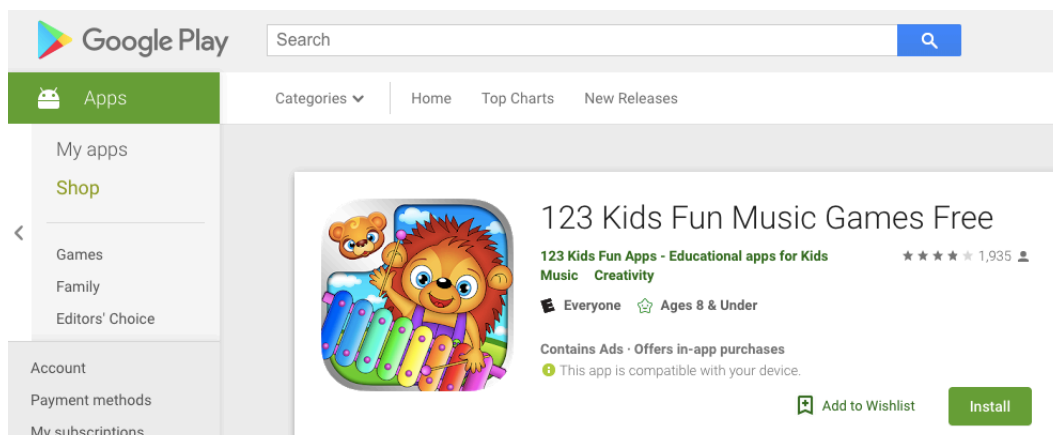 Google Play
Search
Apps
Categories Home Top Charts New Releases
My apps
Shop
Games
Family
Editors' Choice
Account
Payment methods
My subscriptions
123 Kids Fun Music Games Free
123 Kids Fun Apps - Educational apps for Kids
1,935
Music Creativity
E Everyone Ages 8 & Under
Contains Ads · Offers in-app purchases
This app is compatible with your device.
Add to Wishlist Install